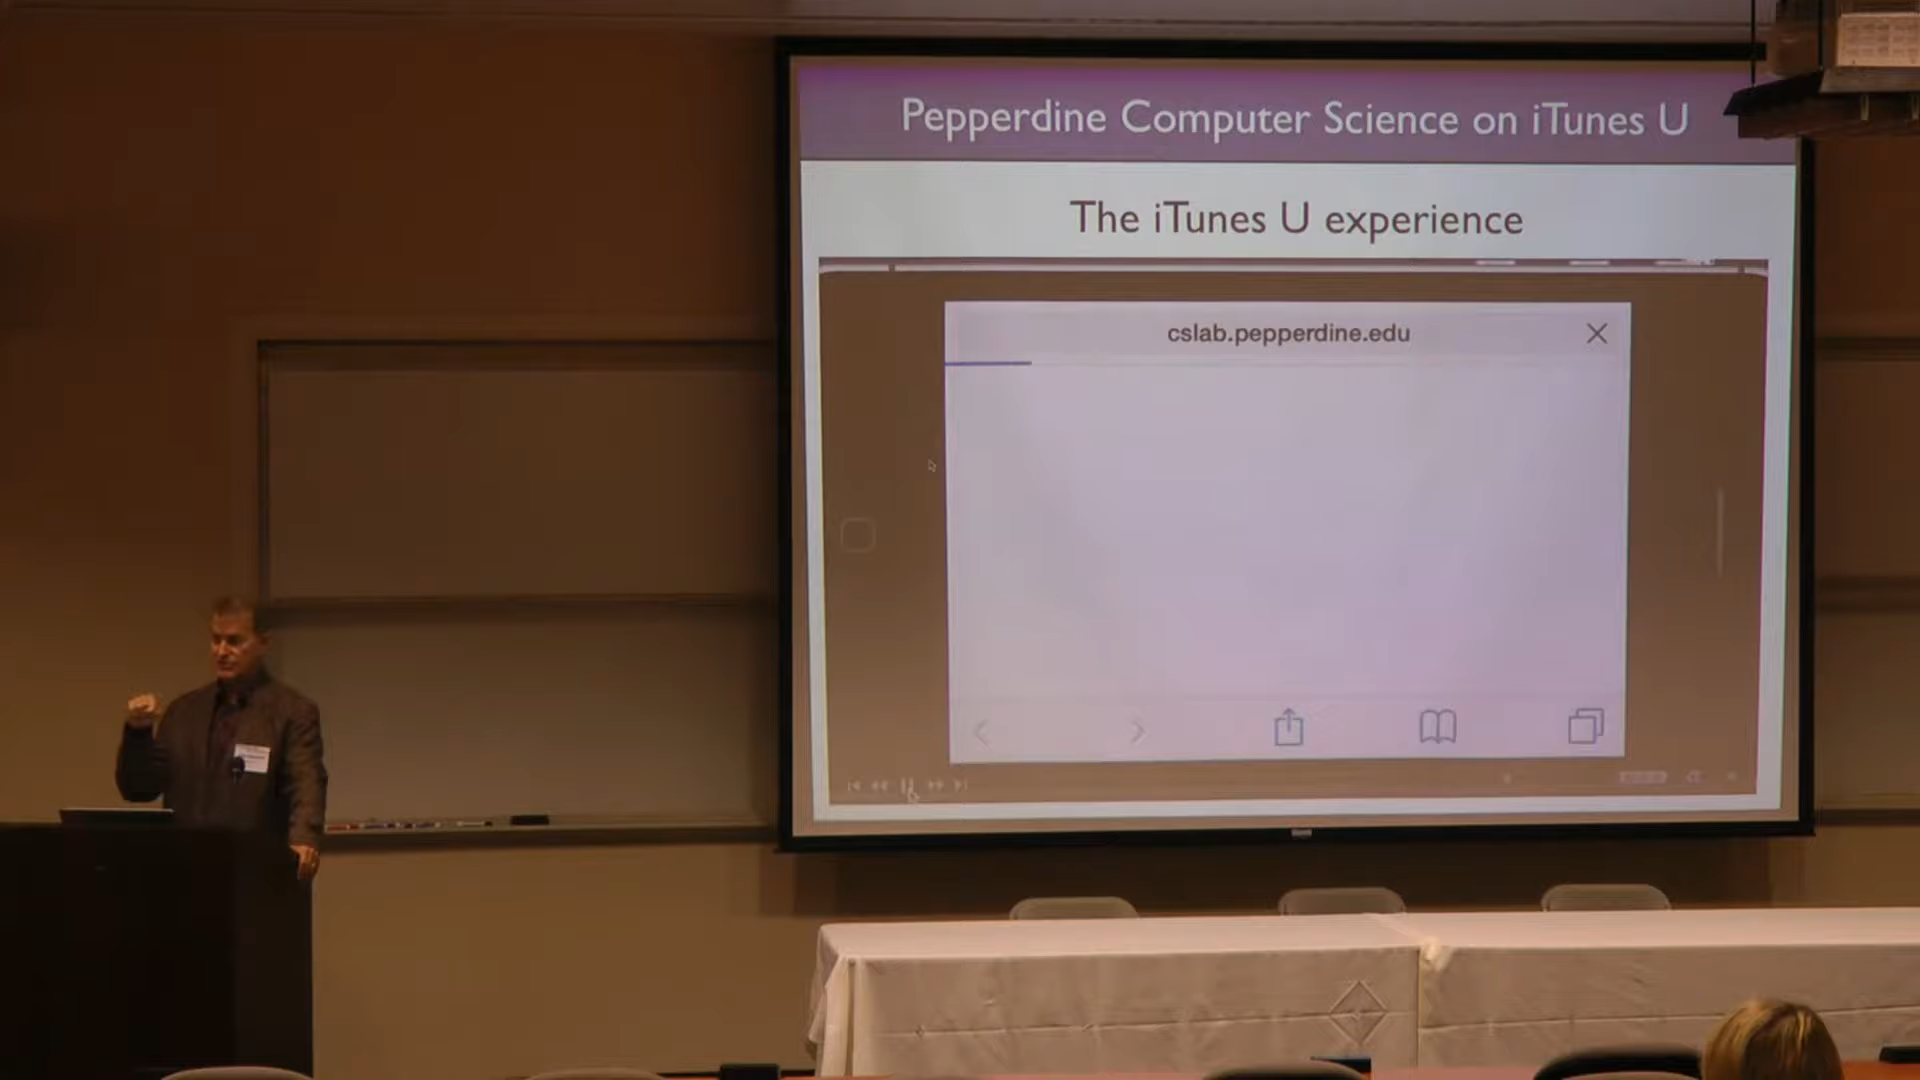 Pepperdine Computer Science on iTunes U
The iTunes U experience
cslab.pepperdine.edu